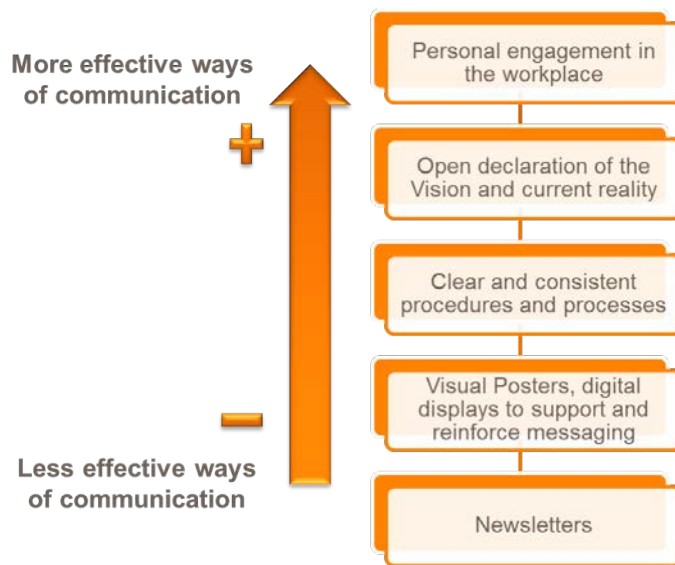 More effective ways
of communication
+
Personal engagement in
the workplace
Open declaration of the
Vision and current reality
Clear and consistent
procedures and processes
Visual Posters, digital
displays to support and
reinforce messaging
–
Less effective ways
of communication
Newsletters